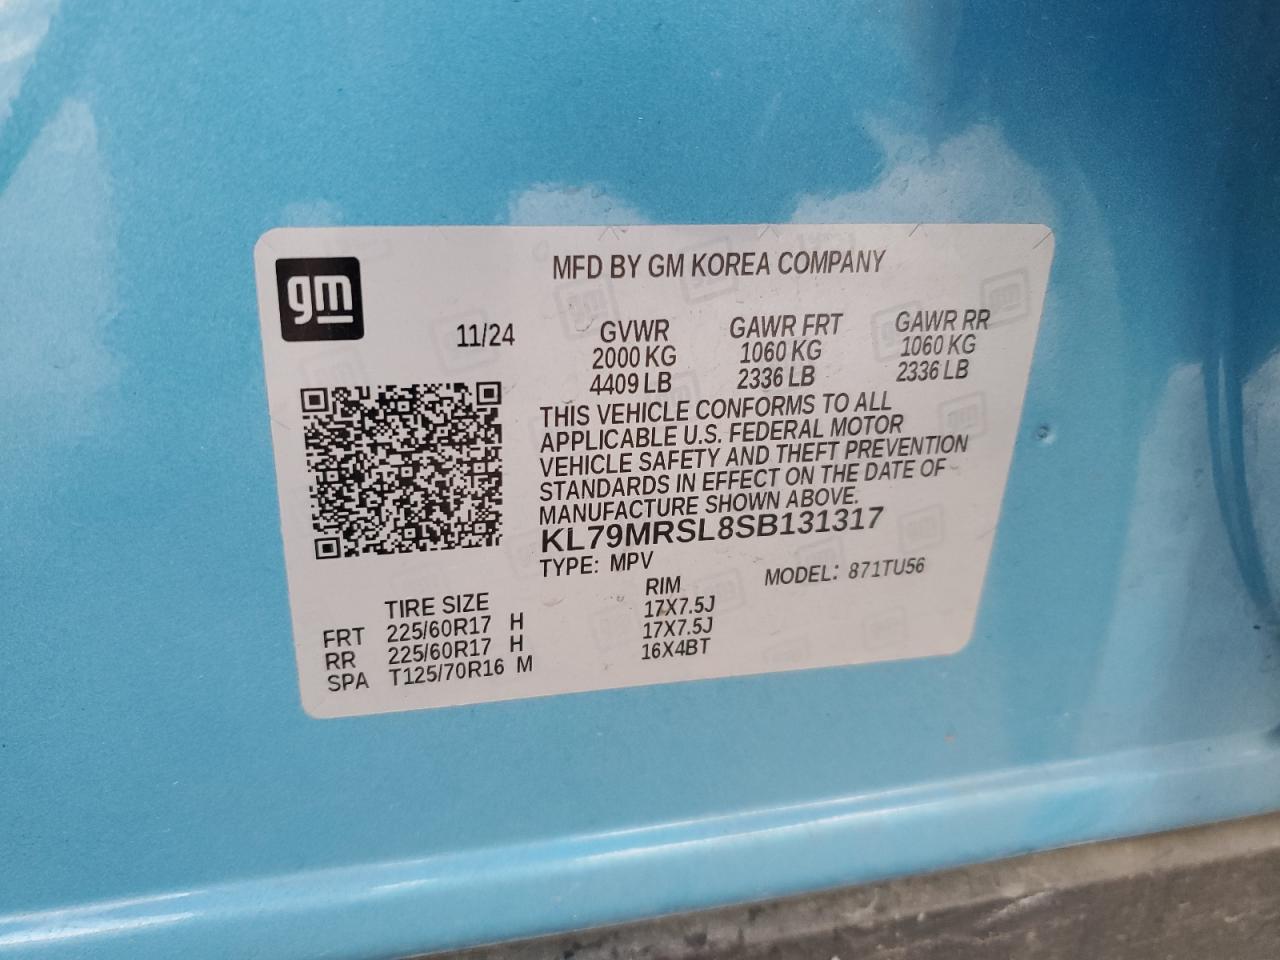 gm
MFD BY GM KOREA COMPANY
11/24 GVWR GAWR FRT GAWR RR
2000 KG 1060 KG 1060 KG
4409 LB 2336 LB 2336 LB
THIS VEHICLE CONFORMS TO ALL
APPLICABLE U.S. FEDERAL MOTOR
VEHICLE SAFETY AND THEFT PREVENTION
STANDARDS IN EFFECT ON THE DATE OF
MANUFACTURE SHOWN ABOVE.
KL79MRSL8SB131317
TYPE: MPV MODEL: 871TU56
TIRE SIZE RIM
FRT 225/60R17 H 17X7.5J
RR 225/60R17 H 17X7.5J
SPA T125/70R16 M 16X4BT